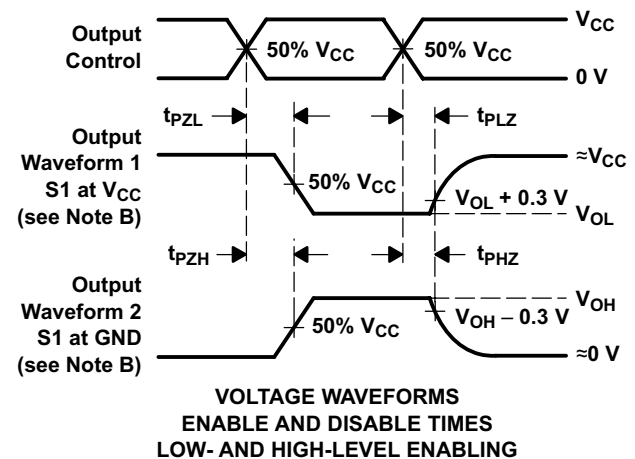 Output
Control
50% VCC
50% VCC
VCC
0 V
tPZL
tPLZ
Output
Waveform 1
S1 at VCC
(see Note B)
50% VCC
≈VCC
VOL + 0.3 V
VOL
tPZH
tPHZ
Output
Waveform 2
S1 at GND
(see Note B)
50% VCC
VOH
VOH − 0.3 V
≈0 V
VOLTAGE WAVEFORMS
ENABLE AND DISABLE TIMES
LOW- AND HIGH-LEVEL ENABLING